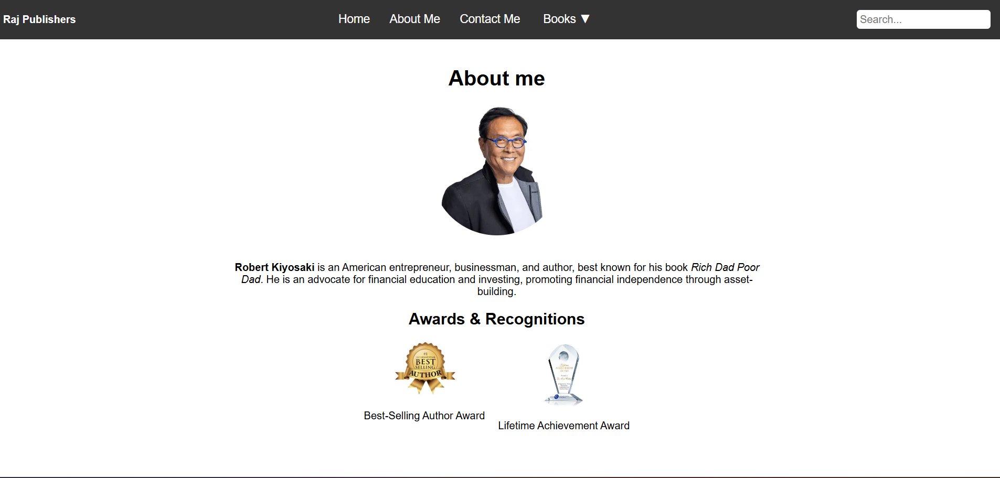 Raj Publishers
Home About Me Contact Me Books ▼
Search...
About me
Robert Kiyosaki is an American entrepreneur, businessman, and author, best known for his book Rich Dad Poor
Dad. He is an advocate for financial education and investing, promoting financial independence through asset-
building.
Awards & Recognitions
#1
INTERNATIONAL
BEST
SELLING
AUTHOR
Lifetime
ACHIEVEMENT
AWARD
Best-Selling Author Award
Lifetime Achievement Award